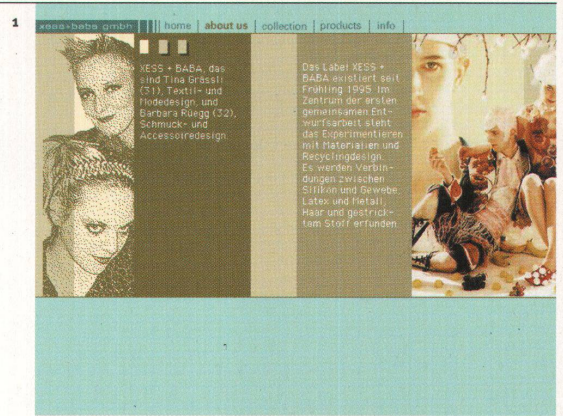 1
xess+baba gmbh home | about us | collection | products | info |
XESS + BABA, das
sind Tina Grässli
(31), Textil- und
Modedesign, und
Barbara Rüegg (32),
Schmuck- und
Accessoiredesign.
Das Label XESS +
BABA existiert seit
Frühling 1995. Im
Zentrum der ersten
gemeinsamen Ent-
wurfsarbeit steht
das Experimentieren
mit Materialien und
Recyclingdesign.
Es werden Verbin-
dungen zwischen
Silikon und Gewebe,
Latex und Metall,
Haar und gestrick-
tem Stoff erfunden.